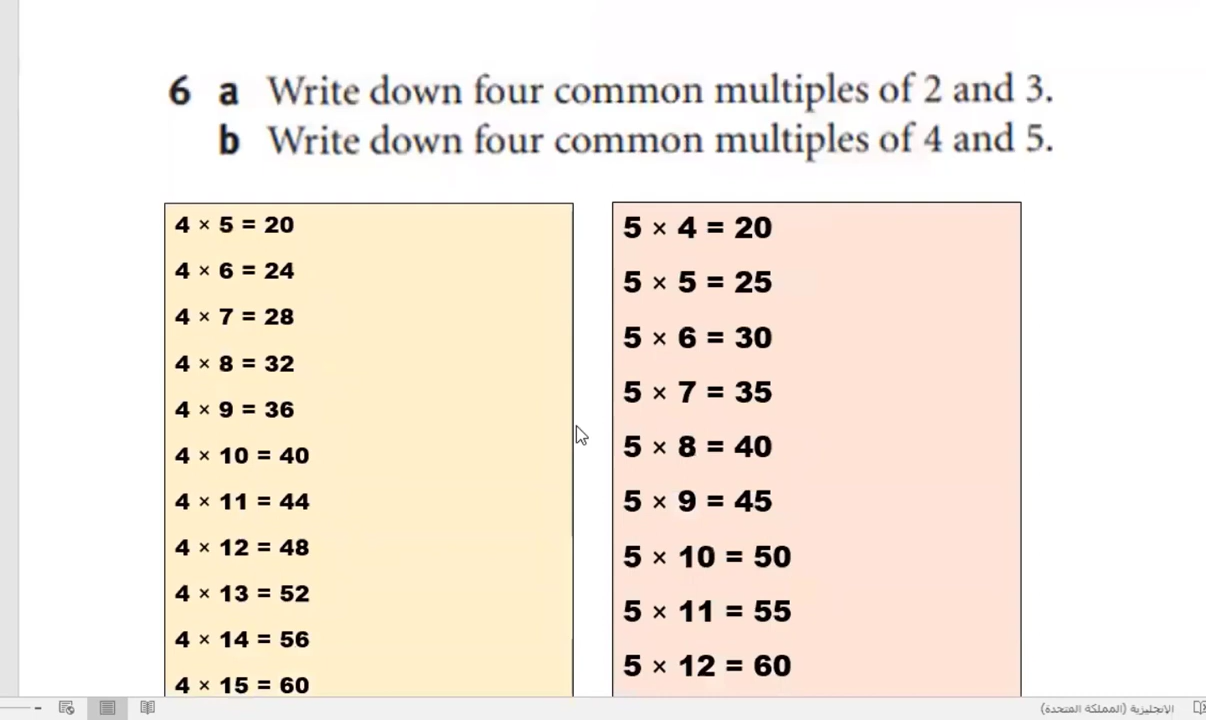 6 a Write down four common multiples of 2 and 3.
b Write down four common multiples of 4 and 5.
4 × 5 = 20
4 × 6 = 24
4 × 7 = 28
4 × 8 = 32
4 × 9 = 36
4 × 10 = 40
4 × 11 = 44
4 × 12 = 48
4 × 13 = 52
4 × 14 = 56
4 × 15 = 60
5 × 4 = 20
5 × 5 = 25
5 × 6 = 30
5 × 7 = 35
5 × 8 = 40
5 × 9 = 45
5 × 10 = 50
5 × 11 = 55
5 × 12 = 60
الإنجليزية (المملكة المتحدة)